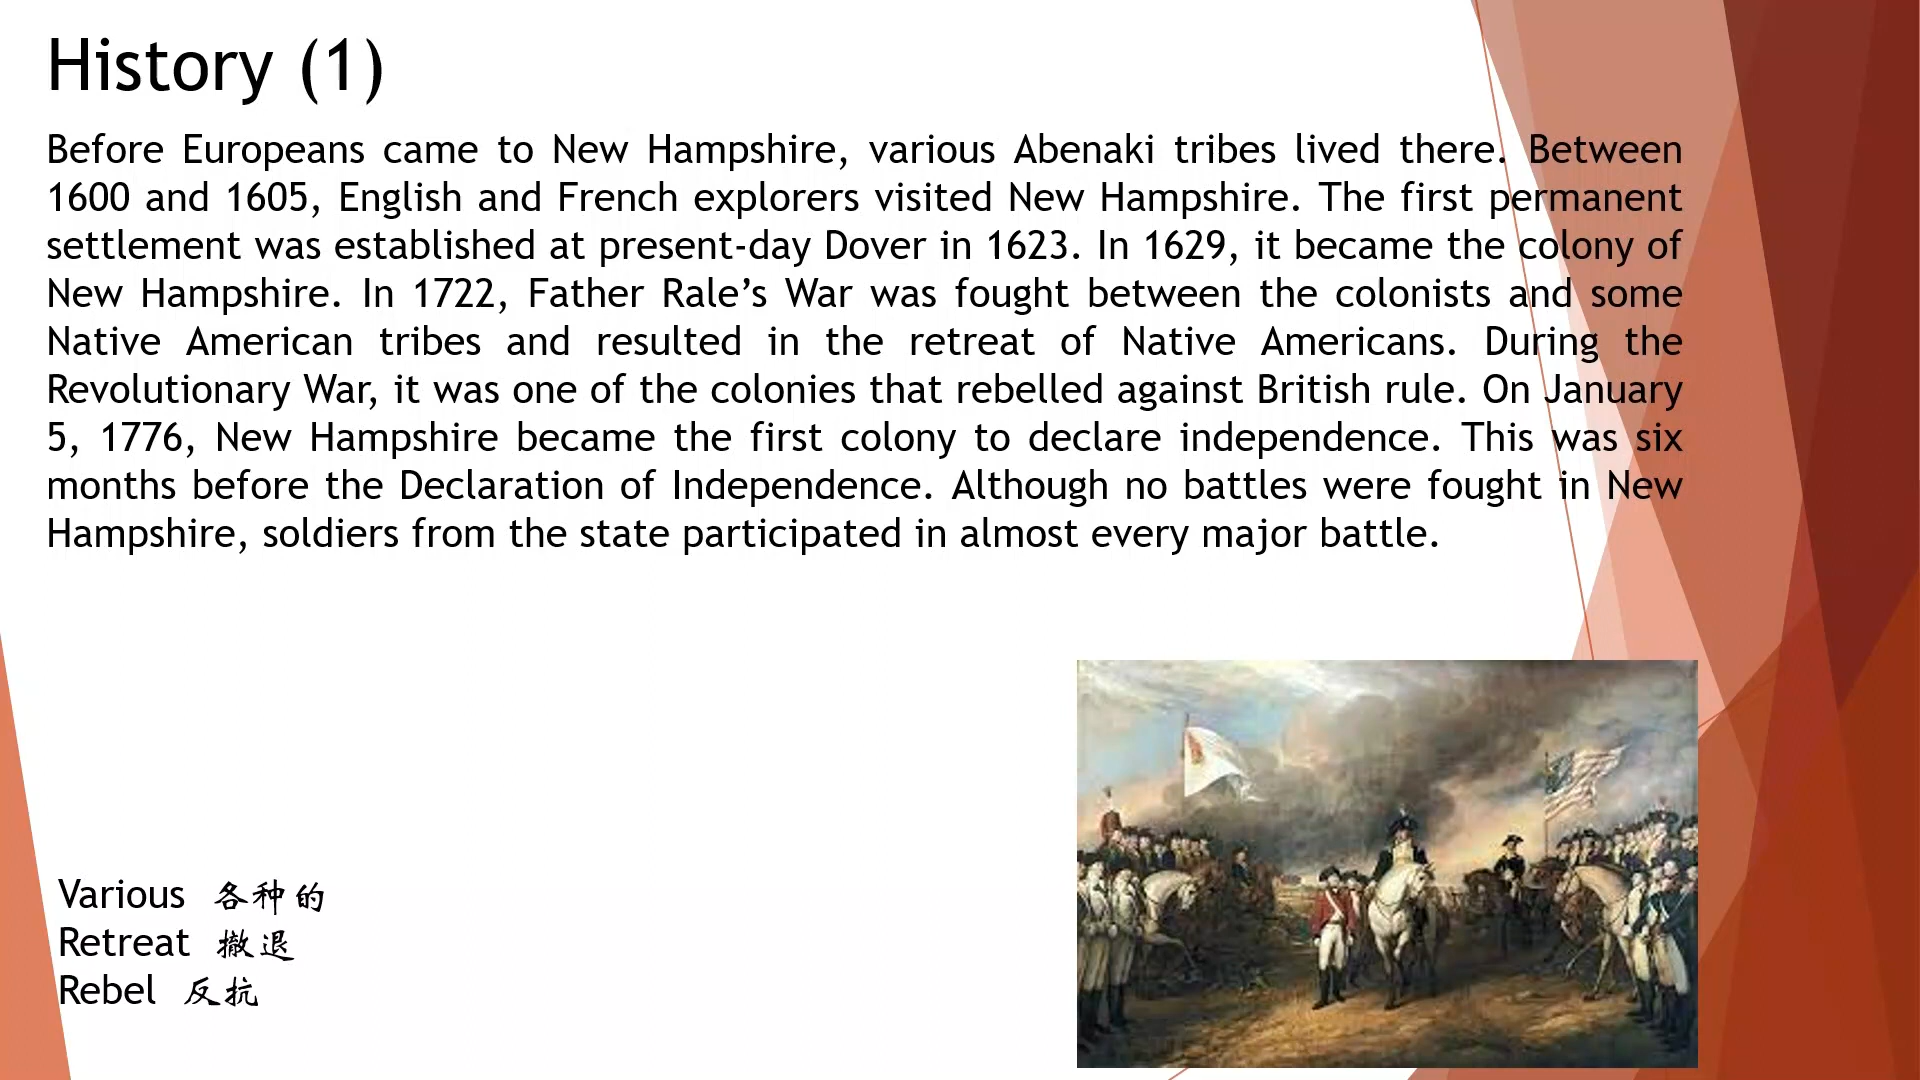 History (1)
Before Europeans came to New Hampshire, various Abenaki tribes lived there. Between
1600 and 1605, English and French explorers visited New Hampshire. The first permanent
settlement was established at present-day Dover in 1623. In 1629, it became the colony of
New Hampshire. In 1722, Father Rale’s War was fought between the colonists and some
Native American tribes and resulted in the retreat of Native Americans. During the
Revolutionary War, it was one of the colonies that rebelled against British rule. On January
5, 1776, New Hampshire became the first colony to declare independence. This was six
months before the Declaration of Independence. Although no battles were fought in New
Hampshire, soldiers from the state participated in almost every major battle.
Various 各种的
Retreat 撤退
Rebel 反抗